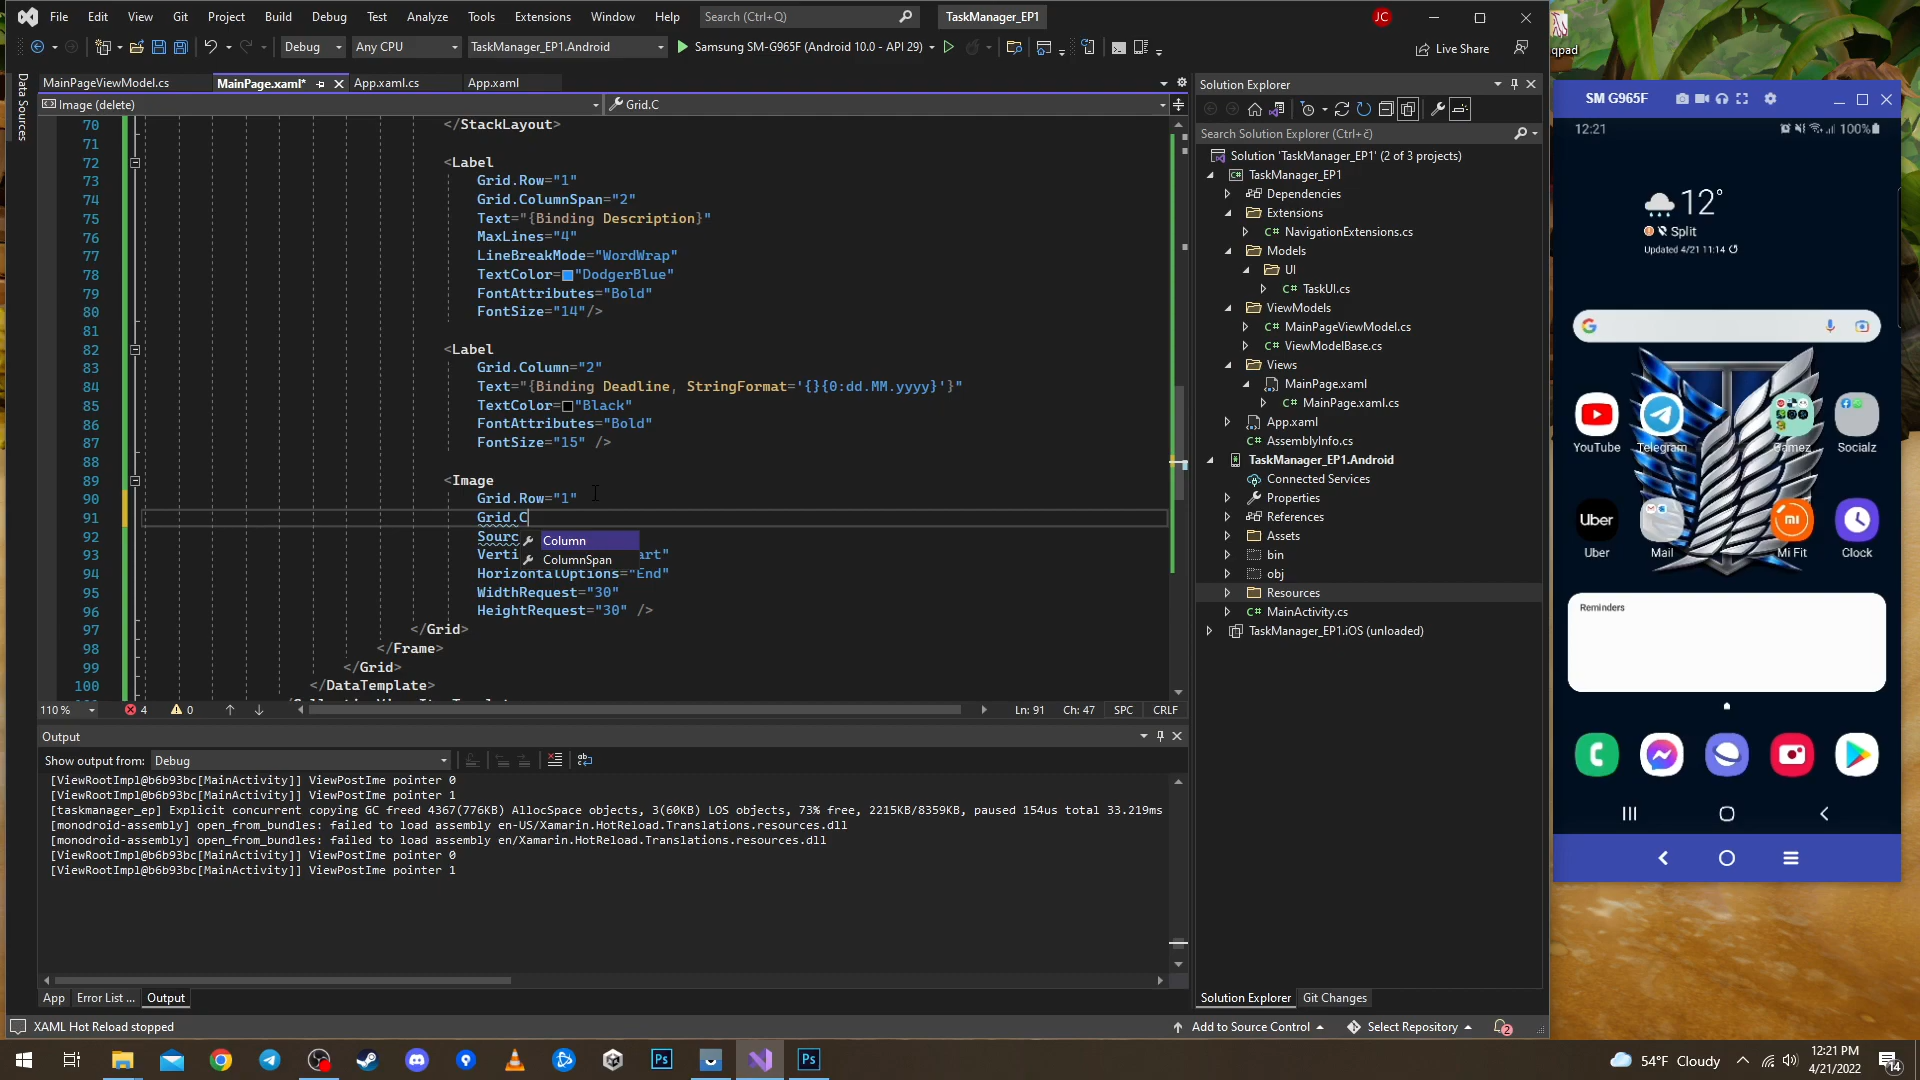 File Edit View Git Project Build Debug Test Analyze Tools Extensions Window Help Search (Ctrl+Q) TaskManager_EP1 JC
Debug Any CPU TaskManager_EP1.Android Samsung SM-G965F (Android 10.0 - API 29) Live Share
Data Sources
MainPageViewModel.cs MainPage.xaml* App.xaml.cs App.xaml
Image (delete) Grid.C
70 </StackLayout>
71
72 <Label
73 Grid.Row="1"
74 Grid.ColumnSpan="2"
75 Text="{Binding Description}"
76 MaxLines="4"
77 LineBreakMode="WordWrap"
78 TextColor="DodgerBlue"
79 FontAttributes="Bold"
80 FontSize="14"/>
81
82 <Label
83 Grid.Column="2"
84 Text="{Binding Deadline, StringFormat='{}{0:dd.MM.yyyy}'}"
85 TextColor="Black"
86 FontAttributes="Bold"
87 FontSize="15" />
88
89 <Image
90 Grid.Row="1"
91 Grid.C
92 Sourc Column
93 Verti ColumnSpan art"
94 HorizontalOptions="End"
95 WidthRequest="30"
96 HeightRequest="30" />
97 </Grid>
98 </Frame>
99 </Grid>
100 </DataTemplate>
110 % 4 0 Ln: 91 Ch: 47 SPC CRLF
Output
Show output from: Debug
[ViewRootImpl@b6b93bc[MainActivity]] ViewPostIme pointer 0
[ViewRootImpl@b6b93bc[MainActivity]] ViewPostIme pointer 1
[taskmanager_ep] Explicit concurrent copying GC freed 4367(776KB) AllocSpace objects, 3(60KB) LOS objects, 73% free, 2215KB/8359KB, paused 154us total 33.219ms
[monodroid-assembly] open_from_bundles: failed to load assembly en-US/Xamarin.HotReload.Translations.resources.dll
[monodroid-assembly] open_from_bundles: failed to load assembly en/Xamarin.HotReload.Translations.resources.dll
[ViewRootImpl@b6b93bc[MainActivity]] ViewPostIme pointer 0
[ViewRootImpl@b6b93bc[MainActivity]] ViewPostIme pointer 1
App Error List ... Output
XAML Hot Reload stopped
Solution Explorer
Search Solution Explorer (Ctrl+č)
Solution 'TaskManager_EP1' (2 of 3 projects)
C# TaskManager_EP1
Dependencies
Extensions
C# NavigationExtensions.cs
Models
UI
C# TaskUI.cs
ViewModels
C# MainPageViewModel.cs
C# ViewModelBase.cs
Views
MainPage.xaml
C# MainPage.xaml.cs
App.xaml
C# AssemblyInfo.cs
TaskManager_EP1.Android
Connected Services
Properties
References
Assets
bin
obj
Resources
C# MainActivity.cs
TaskManager_EP1.iOS (unloaded)
Solution Explorer Git Changes
Add to Source Control Select Repository 2
qpad
SM G965F
12:21 100%
12°
Split
Updated 4/21 11:14
YouTube Telegram Gamez Socialz
Uber
Uber Mail Mi Fit Clock
Reminders
Ps Ps
54°F Cloudy
12:21 PM
4/21/2022
14